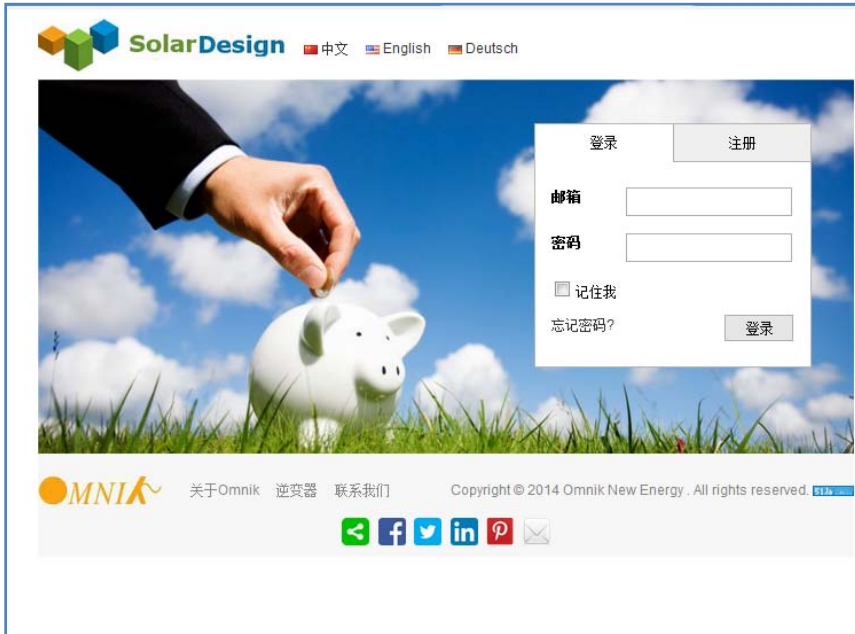 SolarDesign 中文 English Deutsch
登录 注册
邮箱
密码
记住我
忘记密码? 登录
OMNIK 关于Omnik 逆变器 联系我们 Copyright © 2014 Omnik New Energy . All rights reserved.